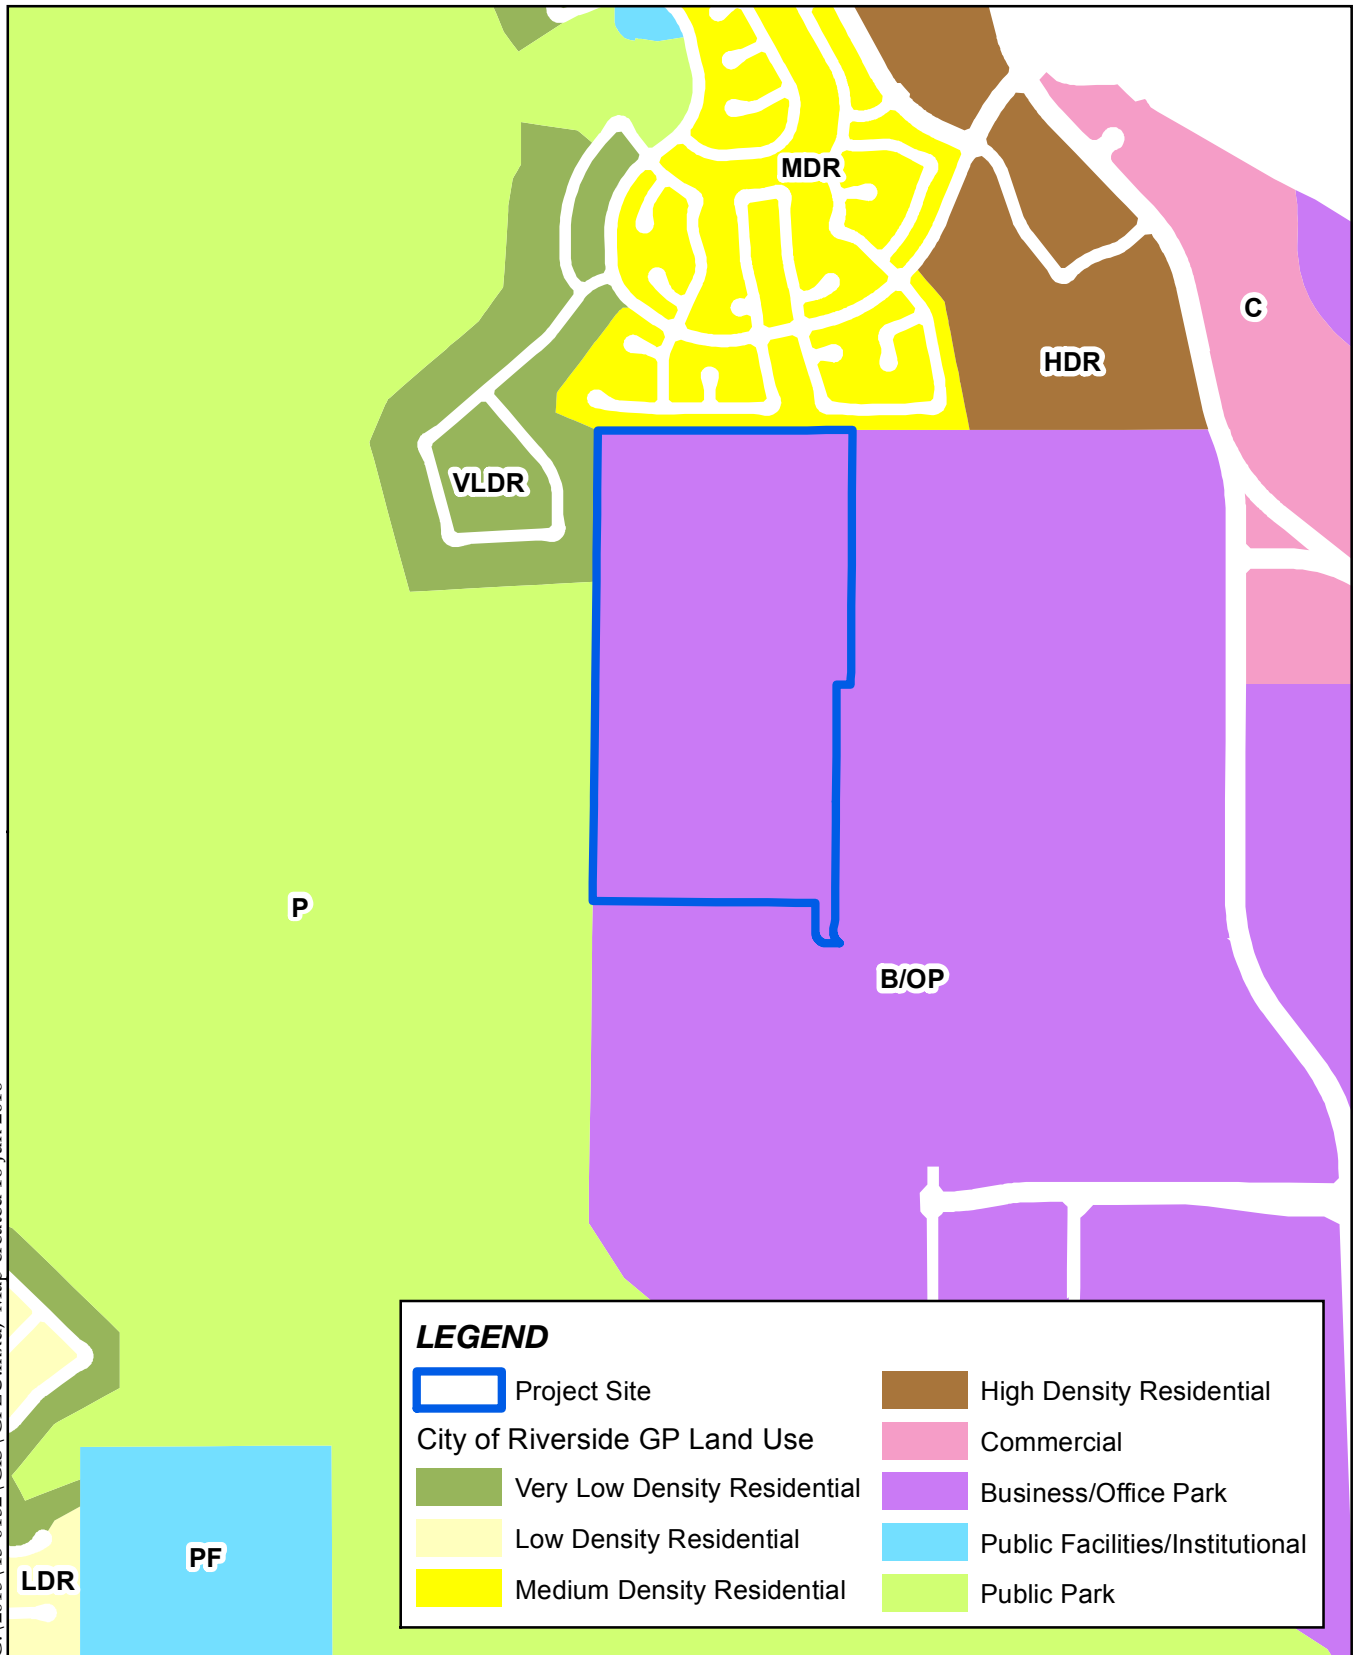 MDR
C
HDR
VLDR
P
B/OP
LEGEND
Project Site
City of Riverside GP Land Use
Very Low Density Residential
Low Density Residential
Medium Density Residential
High Density Residential
Commercial
Business/Office Park
Public Facilities/Institutional
Public Park
PF
LDR